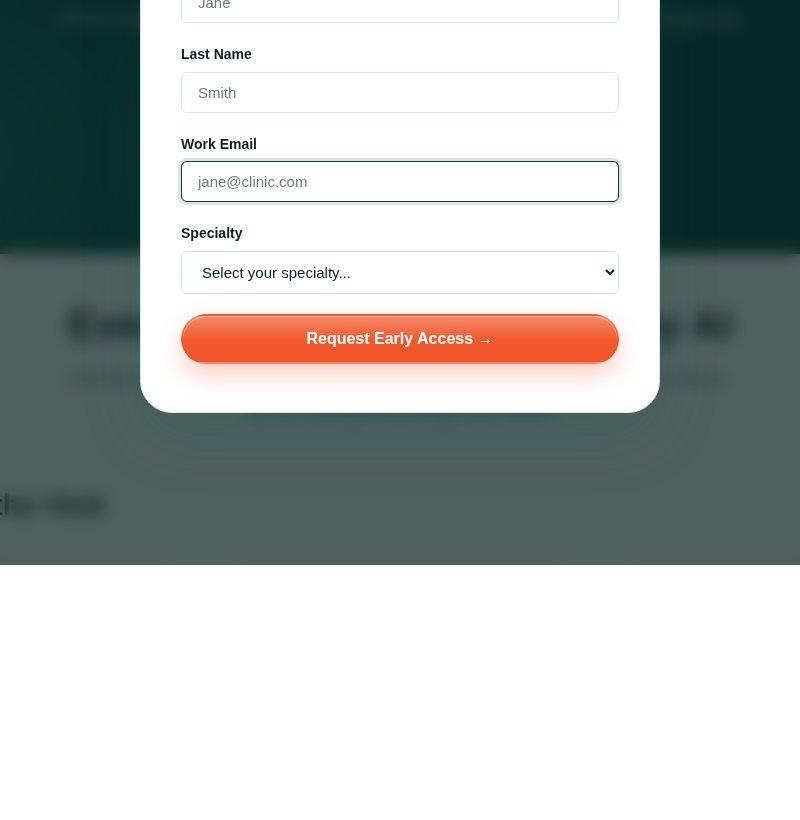 Jane
Last Name
Smith
Work Email
jane@clinic.com
Specialty
Select your specialty...
Request Early Access →